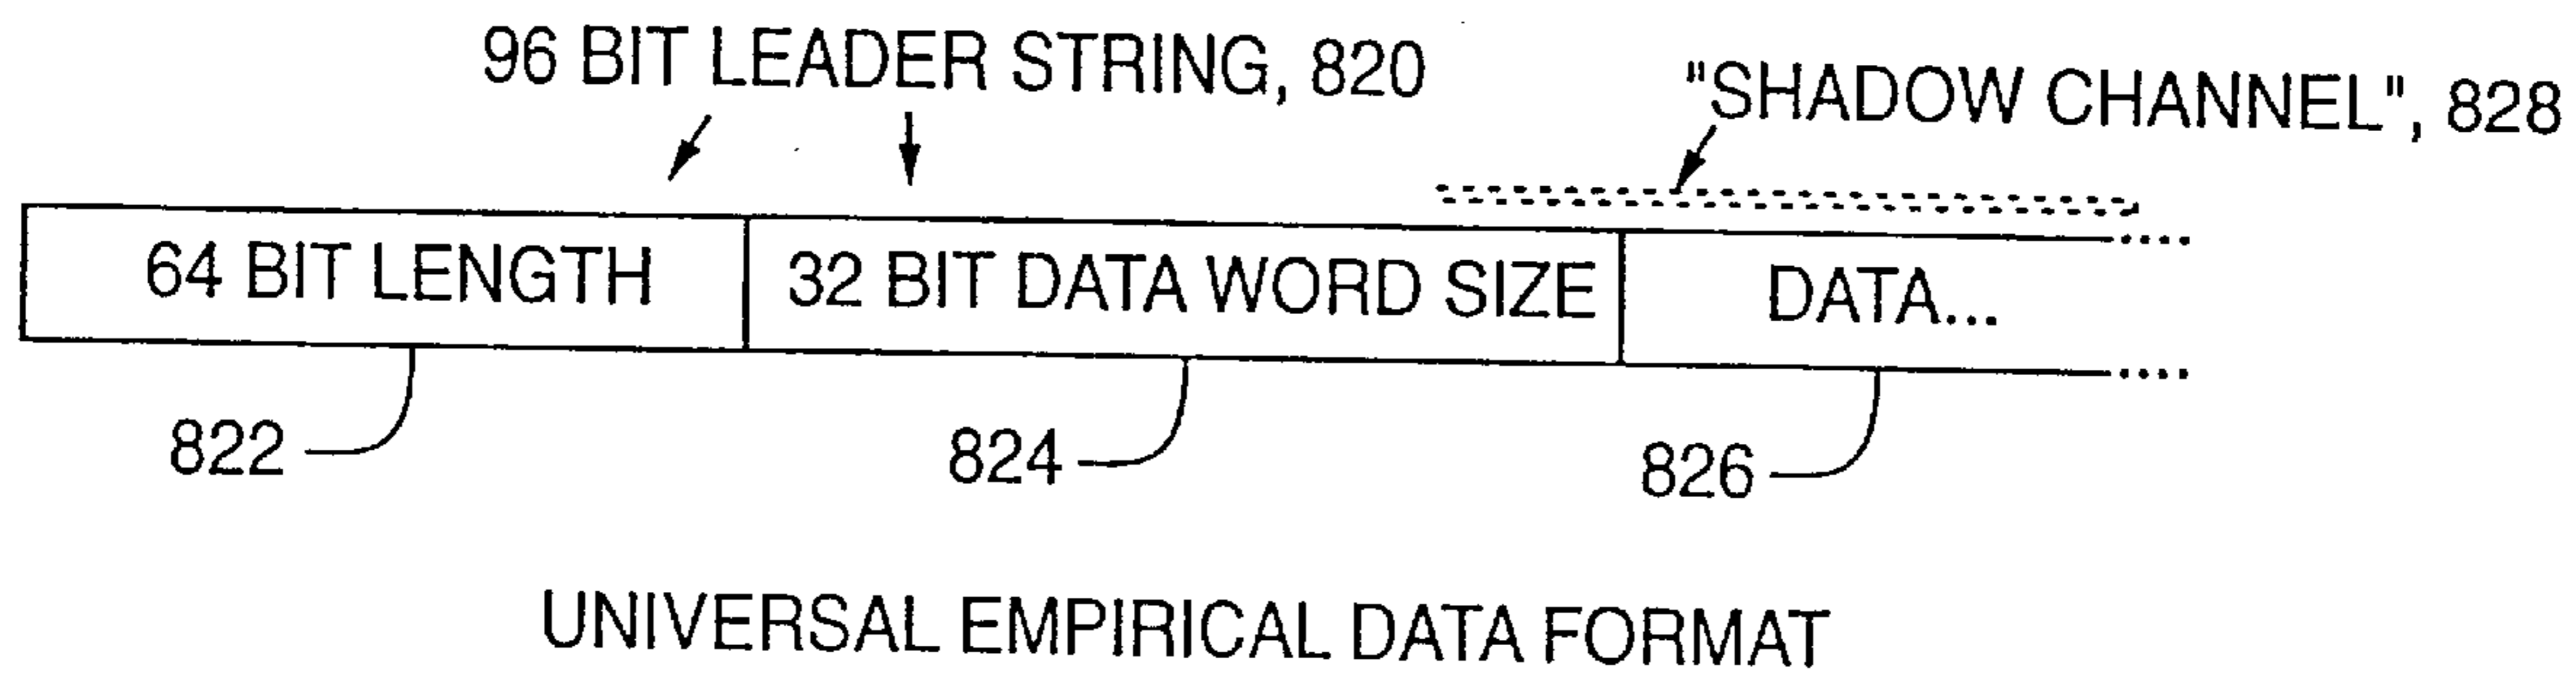 96 BIT LEADER STRING, 820
"SHADOW CHANNEL", 828
64 BIT LENGTH
32 BIT DATA WORD SIZE
DATA...
822
824
826
UNIVERSAL EMPIRICAL DATA FORMAT